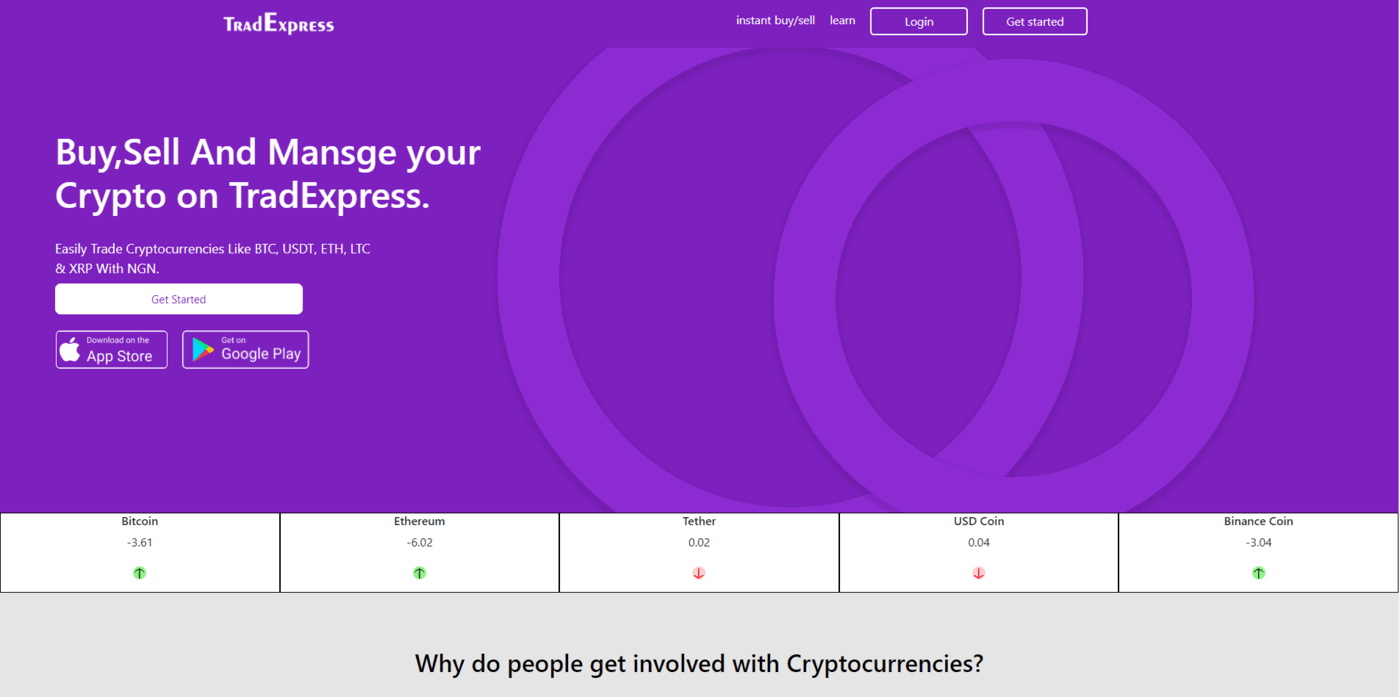 TRADEXPRESS
instant buy/sell
learn
Login
Get started
Buy,Sell And Mansge your
Crypto on TradExpress.
Easily Trade Cryptocurrencies Like BTC, USDT, ETH, LTC
& XRP With NGN.
Get Started
Download on the
App Store
Get on
Google Play
Bitcoin
-3.61
Ethereum
-6.02
Tether
0.02
USD Coin
0.04
Binance Coin
-3.04
Why do people get involved with Cryptocurrencies?